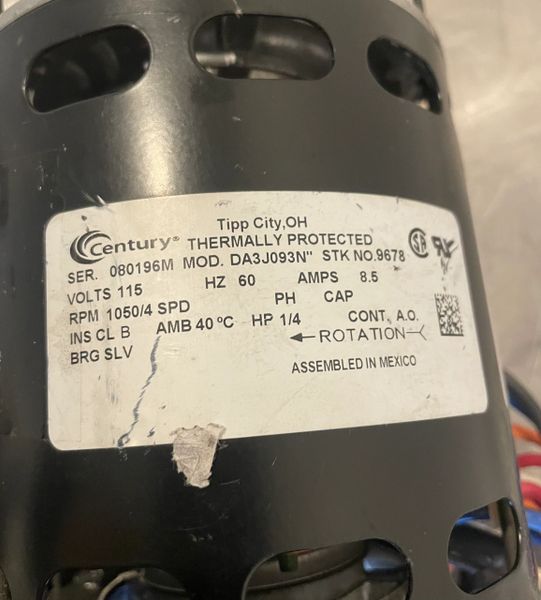 Tipp City,OH
Century® THERMALLY PROTECTED
SER. 080196M MOD. DA3J093N" STK NO.9678
VOLTS 115 HZ 60 AMPS 8.5
RPM 1050/4 SPD PH CAP
INS CL B AMB 40 ºC HP 1/4 CONT. A.O.
BRG SLV ROTATION
ASSEMBLED IN MEXICO